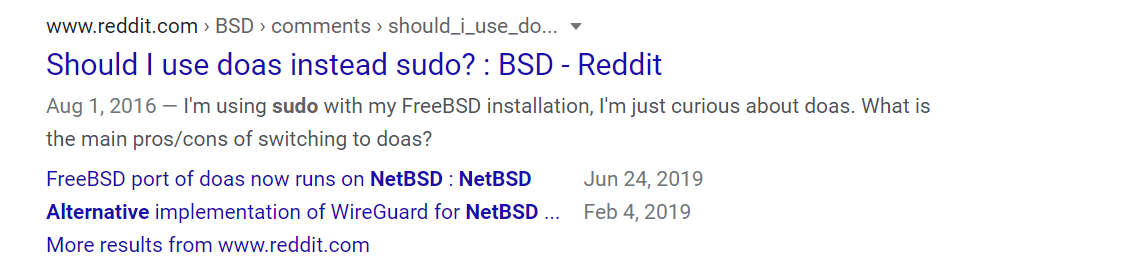 www.reddit.com › BSD › comments › should_i_use_do...
Should I use doas instead sudo? : BSD - Reddit
Aug 1, 2016 — I'm using sudo with my FreeBSD installation, I'm just curious about doas. What is
the main pros/cons of switching to doas?
FreeBSD port of doas now runs on NetBSD : NetBSD Jun 24, 2019
Alternative implementation of WireGuard for NetBSD ... Feb 4, 2019
More results from www.reddit.com